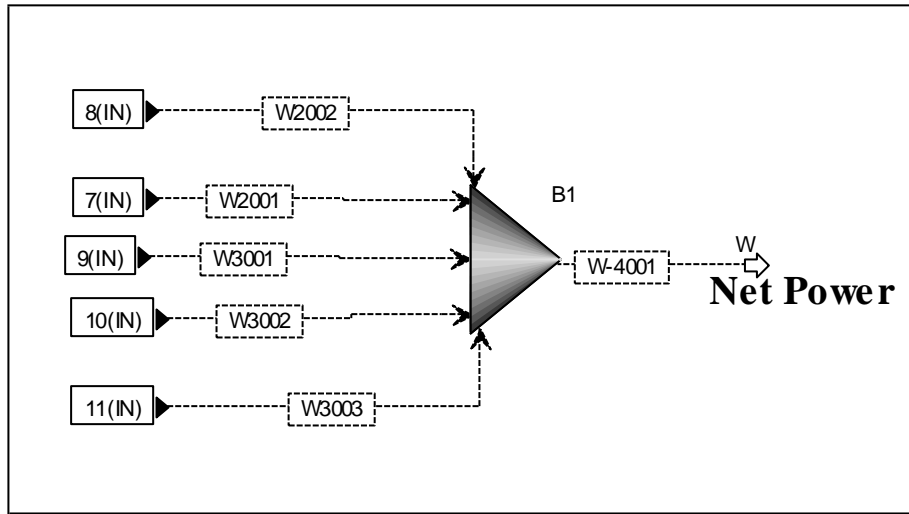 8(IN) W2002
7(IN) W2001 B1
9(IN) W3001 W-4001 W
Net Power
10(IN) W3002
11(IN) W3003